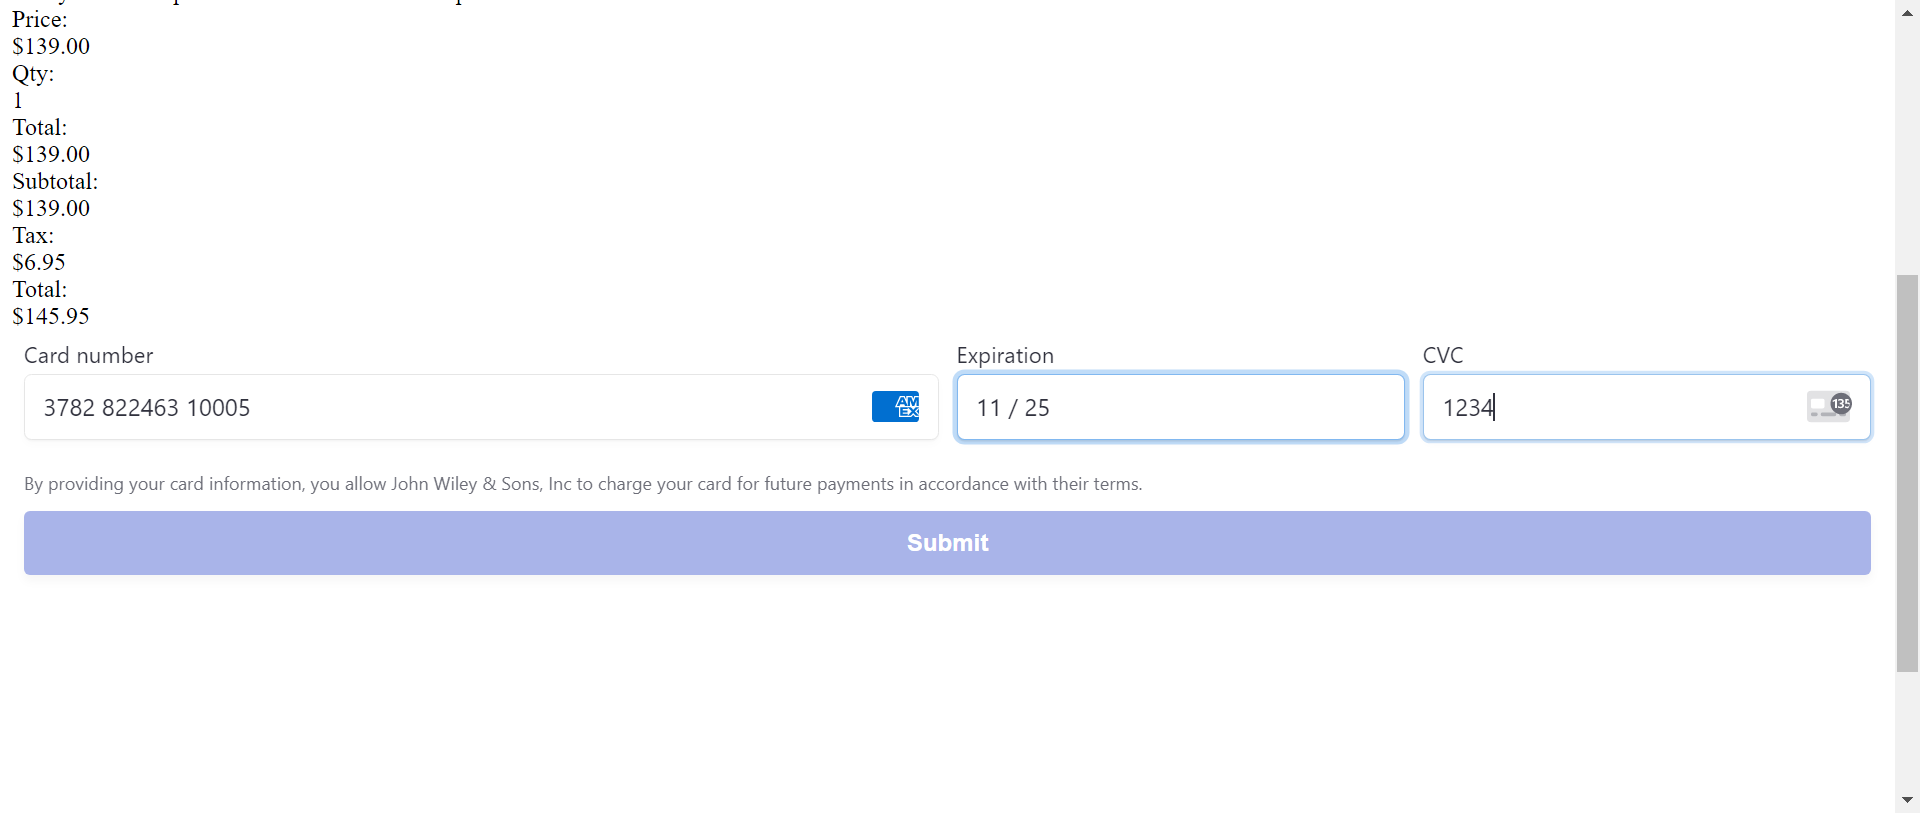 Price:
$139.00
Qty:
1
Total:
$139.00
Subtotal:
$139.00
Tax:
$6.95
Total:
$145.95
Card number Expiration CVC
3782 822463 10005 AM EX 11 / 25 1234 135
By providing your card information, you allow John Wiley & Sons, Inc to charge your card for future payments in accordance with their terms.
Submit